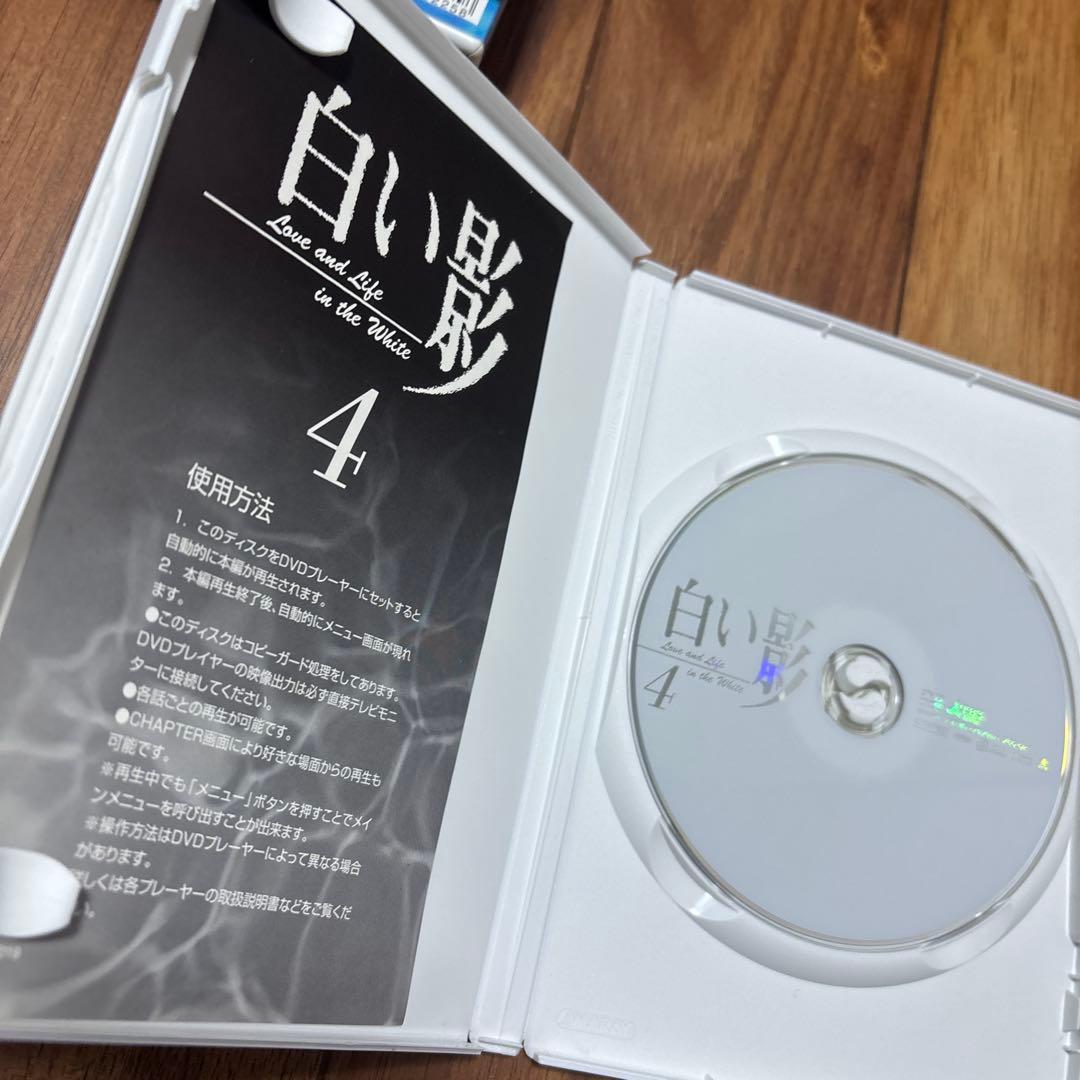 白い影
Love and Life
in the White
4
使用方法
1. このディスクをDVDプレーヤーにセットすると
自動的に本編が再生されます。
2. 本編再生終了後、自動的にメニュー画面が現れ
ます。
●このディスクはコピーガード処理をしてあります。
DVDプレイヤーの映像出力は必ず直接テレビモニ
ターに接続してください。
●各話ごとの再生が可能です。
●CHAPTER画面により好きな場面からの再生も
可能です。
※再生中でも「メニュー」ボタンを押すことでメイ
ンメニューを呼び出すことが出来ます。
※操作方法はDVDプレーヤーによって異なる場合
があります。
しくは各プレーヤーの取扱説明書などをご覧くだ
白い影
Love and Life
in the White
4
AMARAY